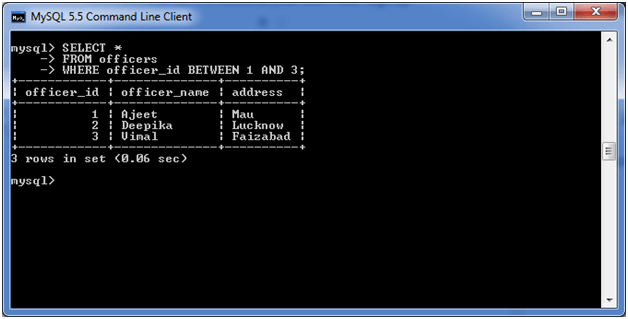 MySQL 5.5 Command Line Client
mysql> SELECT *
    -> FROM officers
    -> WHERE officer_id BETWEEN 1 AND 3;
+------------+--------------+----------+
| officer_id | officer_name | address  |
+------------+--------------+----------+
|          1 | Ajeet        | Mau      |
|          2 | Deepika      | Lucknow  |
|          3 | Vimal        | Faizabad |
+------------+--------------+----------+
3 rows in set (0.06 sec)
mysql>